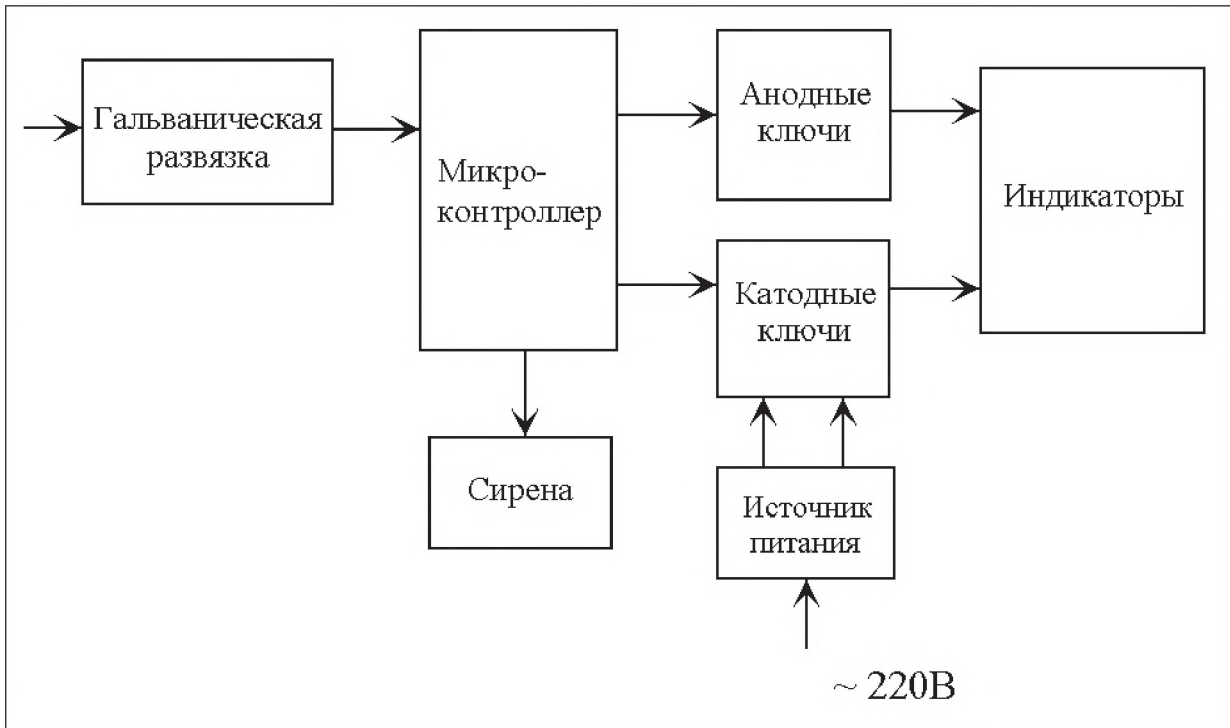 Гальваническая
развязка
Микро-
контроллер
Анодные
ключи
Индикаторы
Катодные
ключи
Сирена
Источник
питания
~ 220В